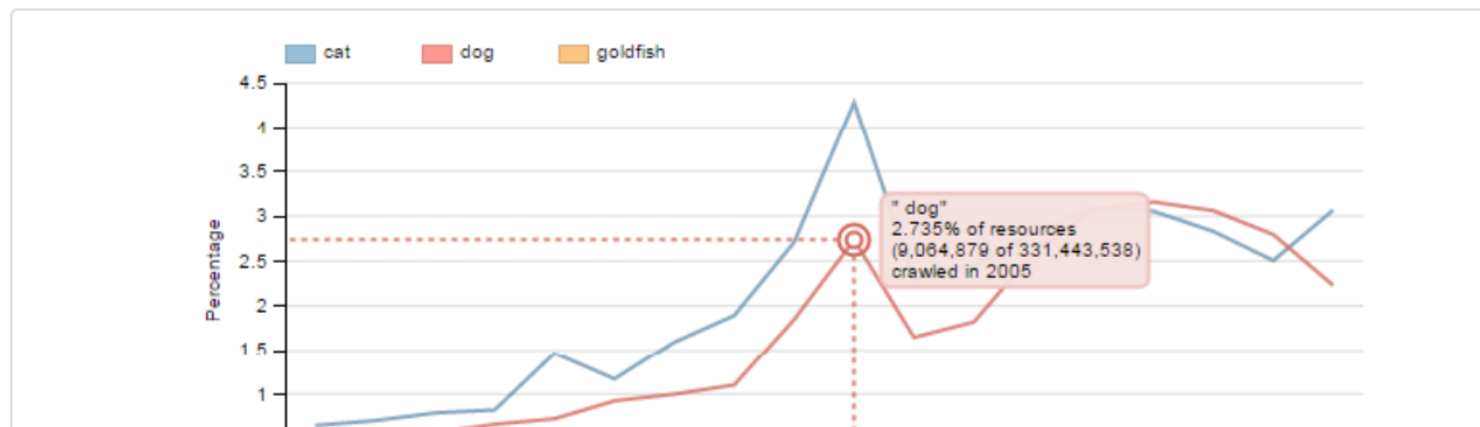 cat dog goldfish
4.5
4
3.5
3
2.5
2
1.5
1
Percentage
" dog"
2.735% of resources
(9,064,879 of 331,443,538)
crawled in 2005